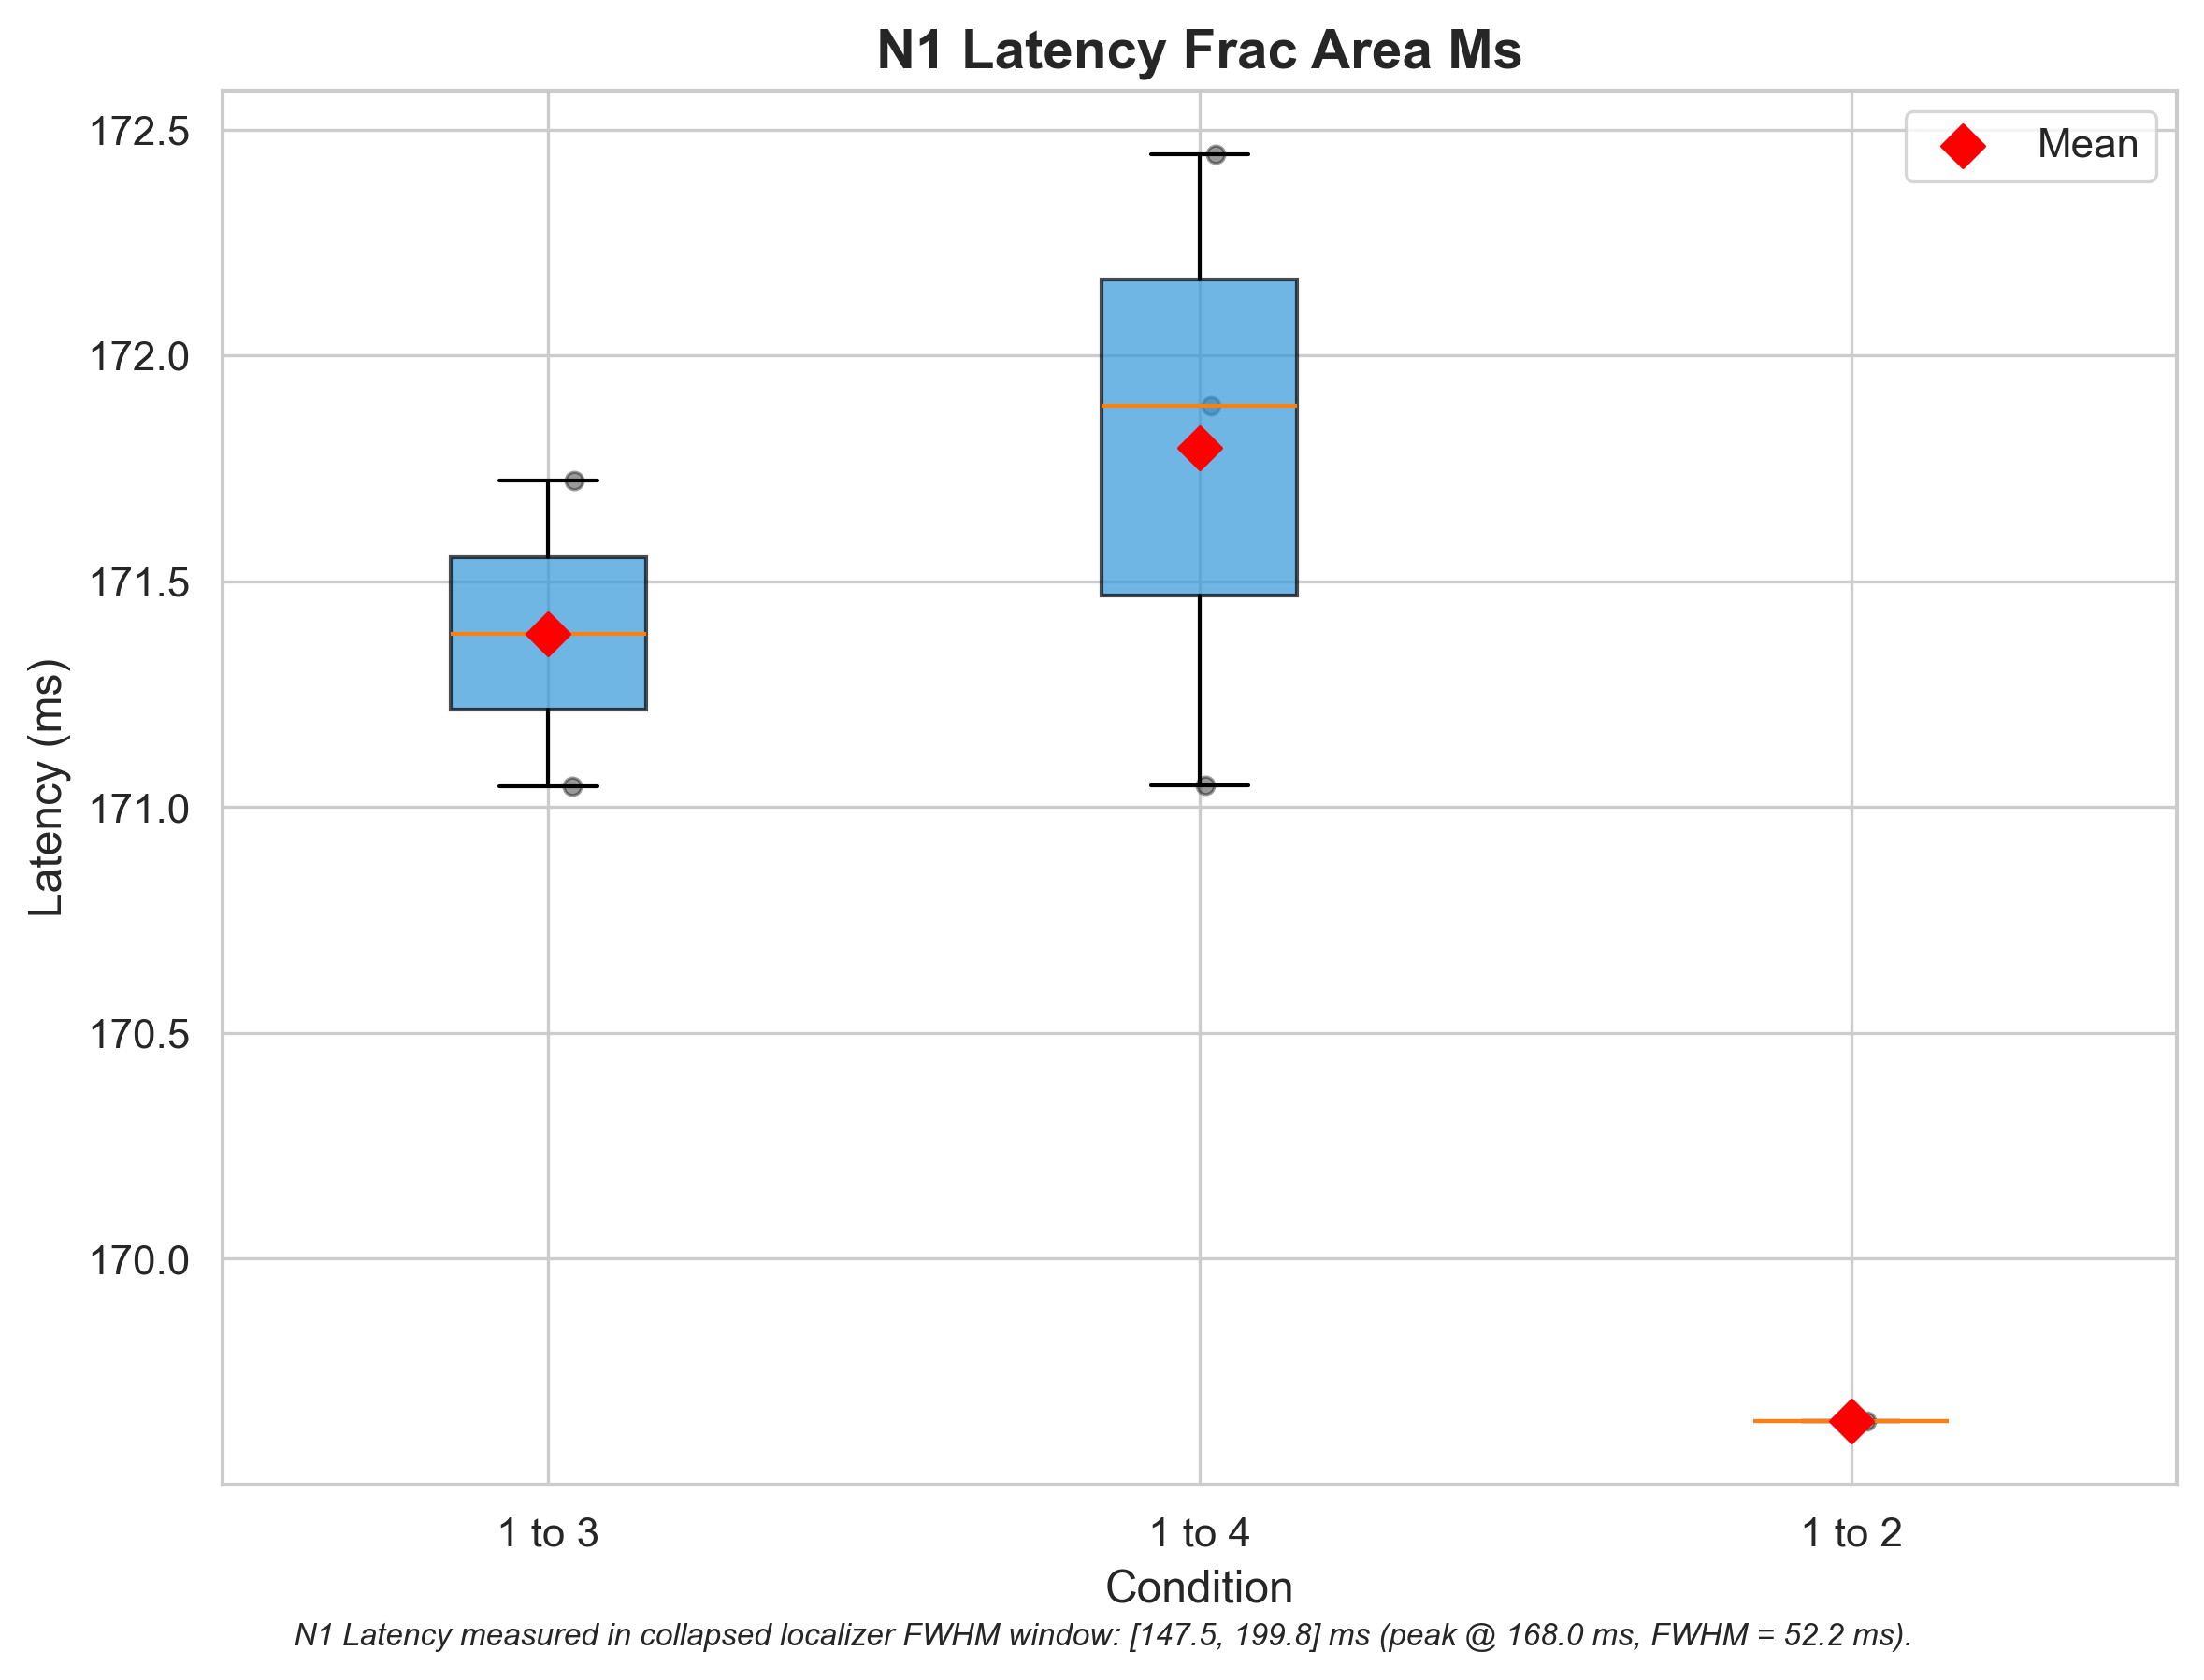 N1 Latency Frac Area Ms
Mean
172.5
172.0
171.5
171.0
170.5
170.0
Latency (ms)
1 to 3
1 to 4
1 to 2
Condition
N1 Latency measured in collapsed localizer FWHM window: [147.5, 199.8] ms (peak @ 168.0 ms, FWHM = 52.2 ms).